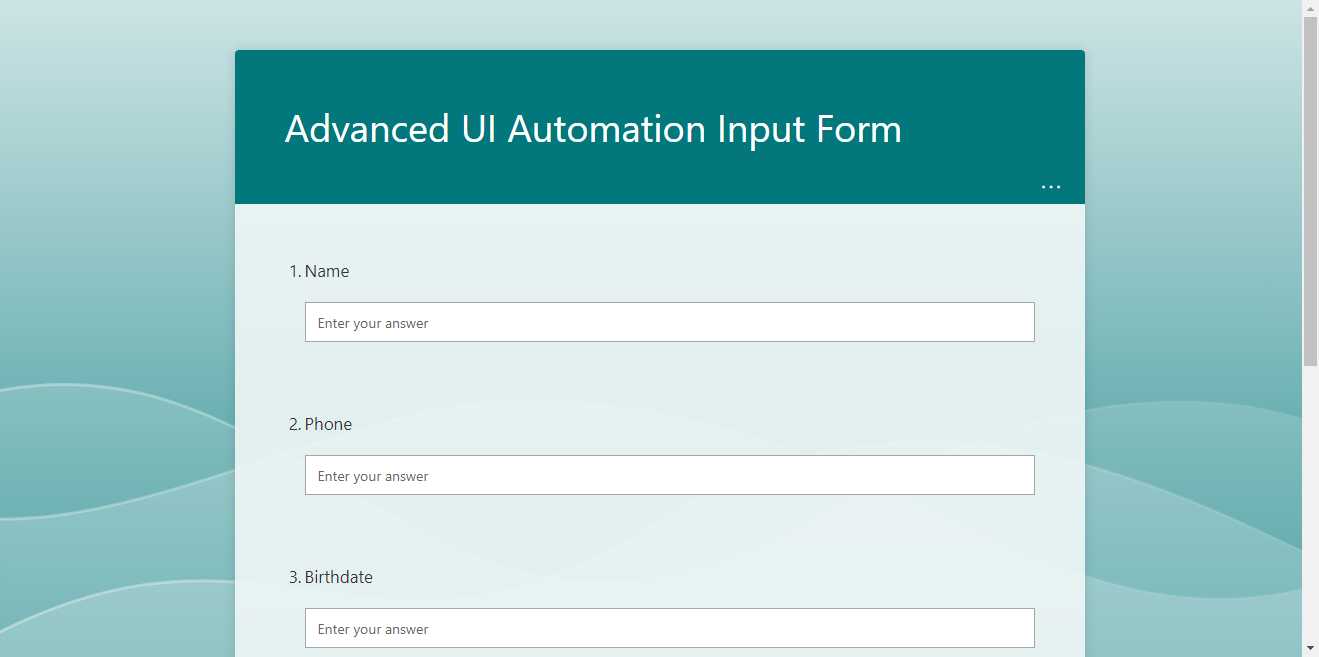 Advanced UI Automation Input Form
...
1. Name
Enter your answer
2. Phone
Enter your answer
3. Birthdate
Enter your answer